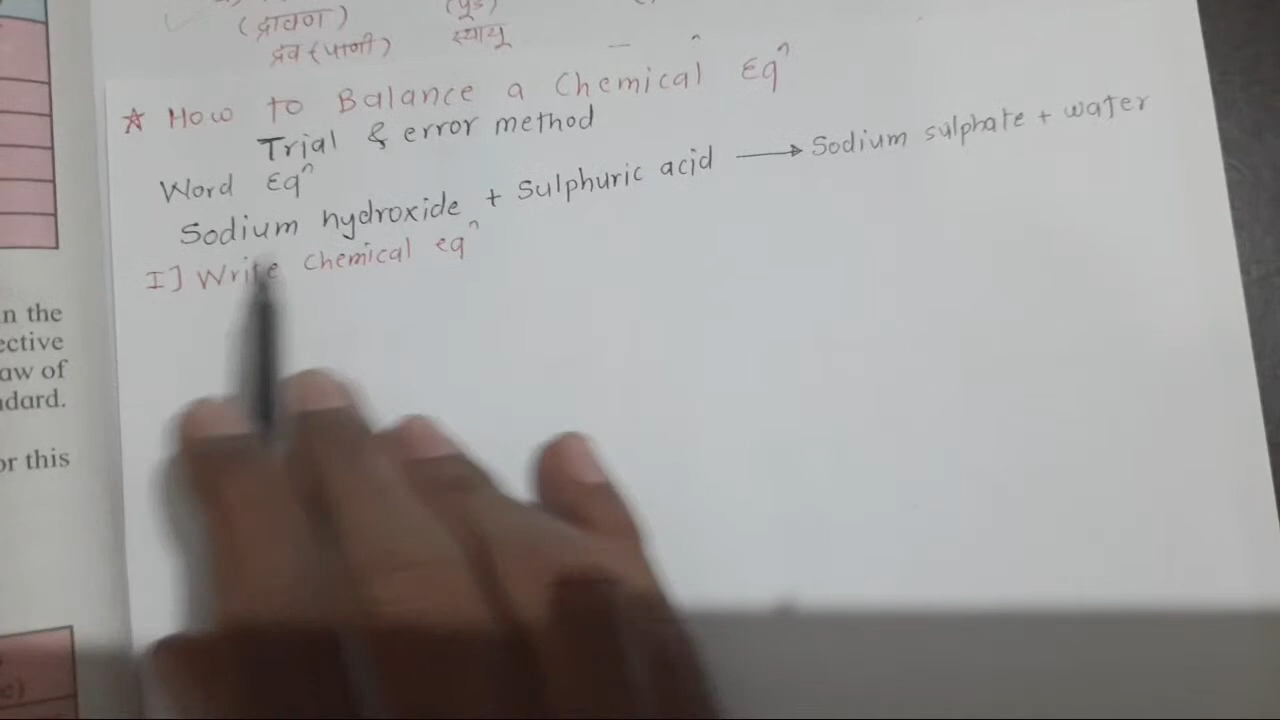 (द्रावण)
द्रव (पाणी)
स्थायू
☆ How to Balance a Chemical Eqⁿ
Trial & error method
Word Eqⁿ
Sodium hydroxide + Sulphuric acid ⟶ Sodium sulphate + water
I] Write chemical eqⁿ
n the
ective
aw of
ndard.
or this